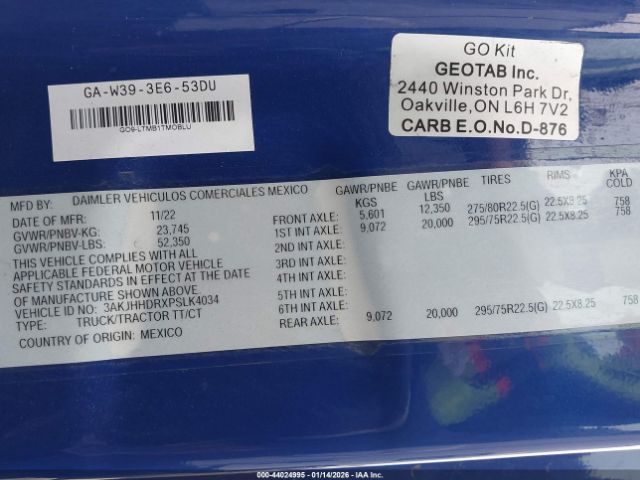 GA-W39-3E6-53DU
GO9-LTMB1TMOBLU
GO Kit
GEOTAB Inc.
2440 Winston Park Dr,
Oakville,ON L6H 7V2
CARB E.O.No.D-876
MFD BY: DAIMLER VEHICULOS COMERCIALES MEXICO
DATE OF MFR: 11/22
GVWR/PNBV-KG: 23,745
GVWR/PNBV-LBS: 52,350
THIS VEHICLE COMPLIES WITH ALL
APPLICABLE FEDERAL MOTOR VEHICLE
SAFETY STANDARDS IN EFFECT ON DATE
OF MANUFACTURE SHOWN ABOVE.
VEHICLE ID NO: 3AKJHHDRXPSLK4034
TYPE: TRUCK/TRACTOR TT/CT
COUNTRY OF ORIGIN: MEXICO
GAWR/PNBE KGS GAWR/PNBE LBS TIRES RIMS KPA COLD
FRONT AXLE: 5,601 12,350 275/80R22.5(G) 22.5X8.25 758
1ST INT AXLE: 9,072 20,000 295/75R22.5(G) 22.5X8.25 758
2ND INT AXLE:
3RD INT AXLE:
4TH INT AXLE:
5TH INT AXLE:
6TH INT AXLE:
REAR AXLE: 9,072 20,000 295/75R22.5(G) 22.5X8.25 758
000-44024995 - 01/14/2026 - IAA Inc.